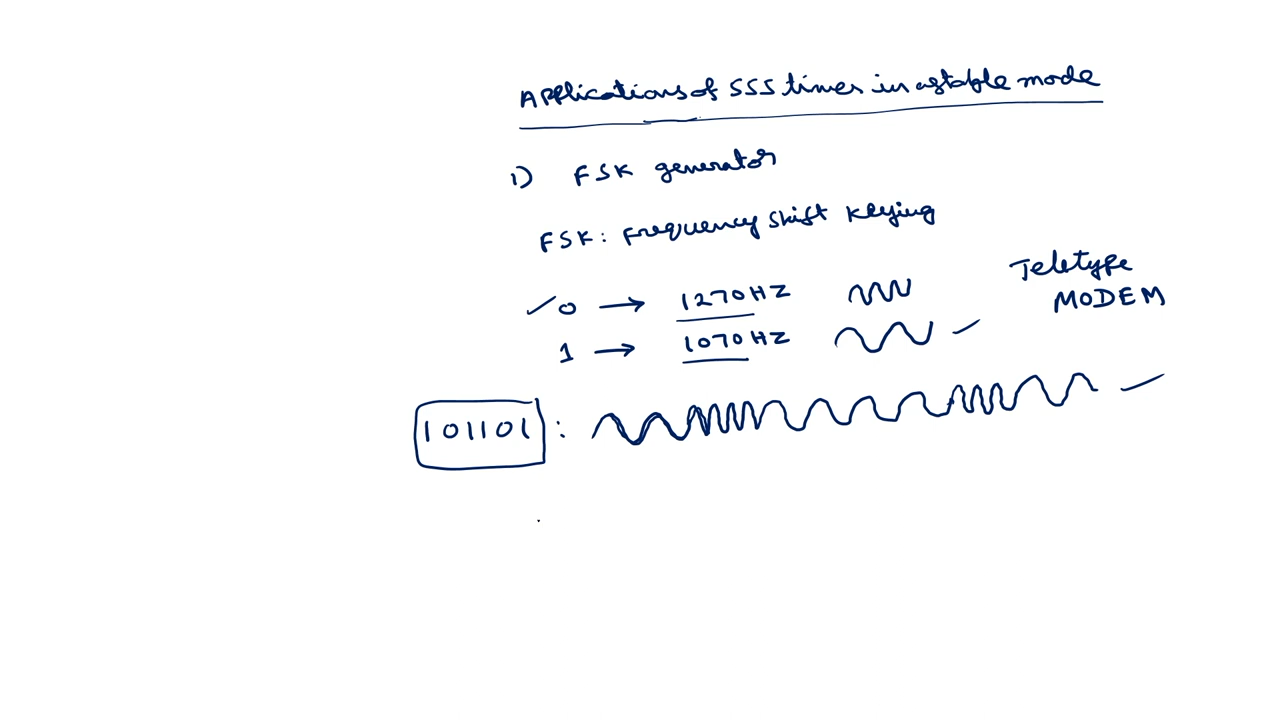 Applications of 555 timer in astable mode
1) FSK generator
FSK: Frequency Shift Keying
0 → 1270HZ
1 → 1070HZ
Teletype
MODEM
101101 :